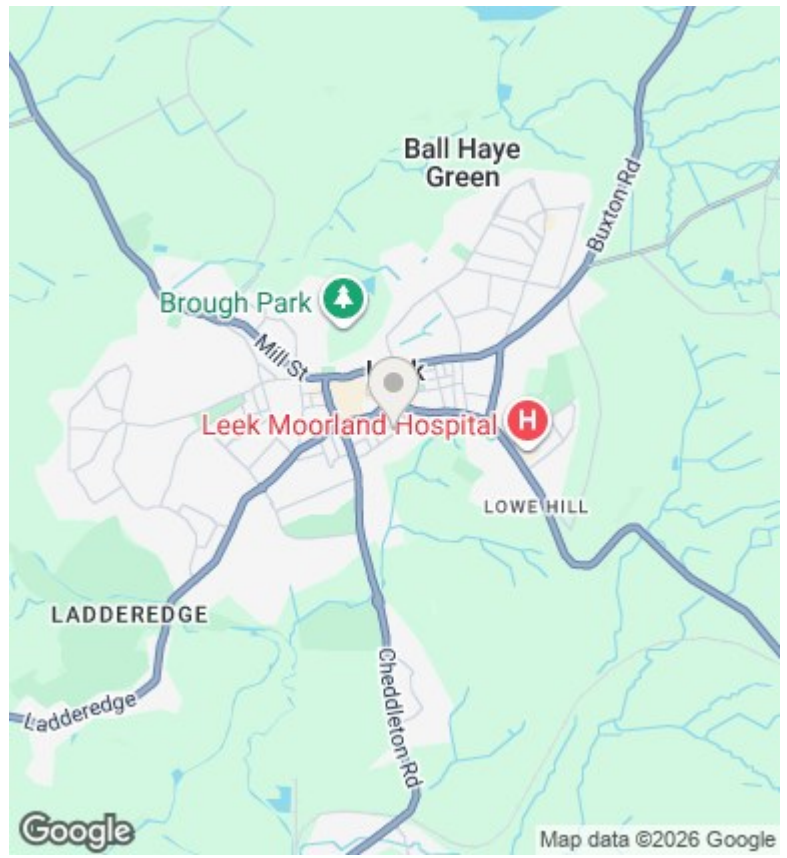 Ball Haye
Green
Buxton Rd
Brough Park
Mill St
Leek Moorland Hospital
H
LOWE HILL
LADDEREDGE
Cheddleton Rd
Ladderedge
Google
Map data ©2026 Google